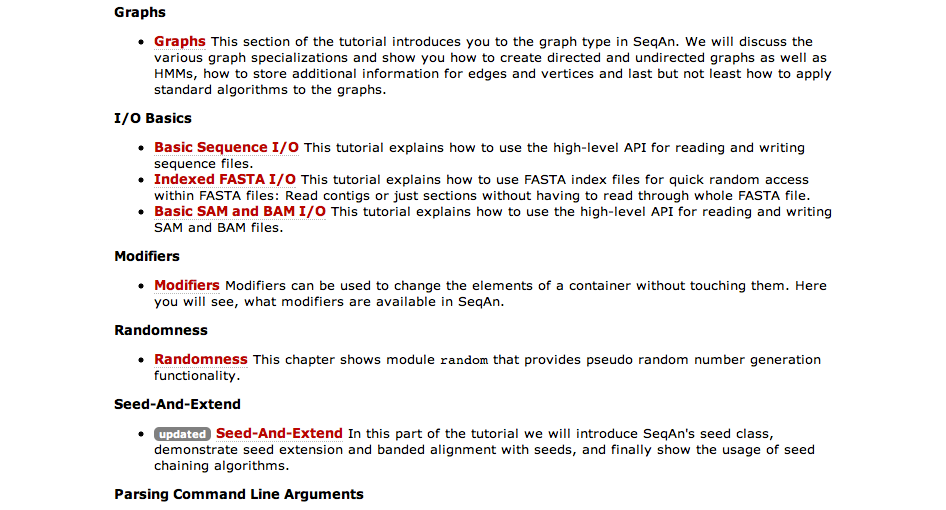 Graphs
• Graphs This section of the tutorial introduces you to the graph type in SeqAn. We will discuss the
various graph specializations and show you how to create directed and undirected graphs as well as
HMMs, how to store additional information for edges and vertices and last but not least how to apply
standard algorithms to the graphs.
I/O Basics
• Basic Sequence I/O This tutorial explains how to use the high-level API for reading and writing
sequence files.
• Indexed FASTA I/O This tutorial explains how to use FASTA index files for quick random access
within FASTA files: Read contigs or just sections without having to read through whole FASTA file.
• Basic SAM and BAM I/O This tutorial explains how to use the high-level API for reading and writing
SAM and BAM files.
Modifiers
• Modifiers Modifiers can be used to change the elements of a container without touching them. Here
you will see, what modifiers are available in SeqAn.
Randomness
• Randomness This chapter shows module random that provides pseudo random number generation
functionality.
Seed-And-Extend
• updated Seed-And-Extend In this part of the tutorial we will introduce SeqAn's seed class,
demonstrate seed extension and banded alignment with seeds, and finally show the usage of seed
chaining algorithms.
Parsing Command Line Arguments